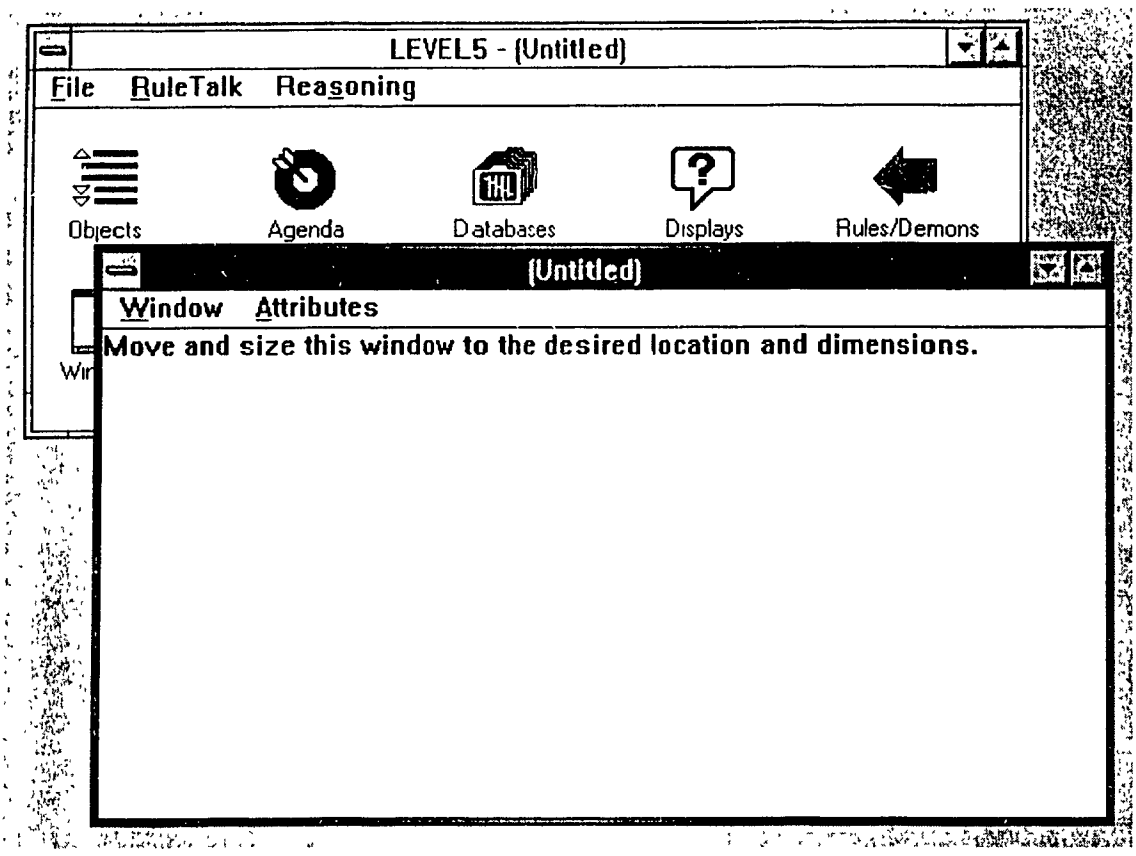 LEVEL5 - (Untitled)
File RuleTalk Reasoning
Objects Agenda Databases Displays Rules/Demons
(Untitled)
Window Attributes
Move and size this window to the desired location and dimensions.